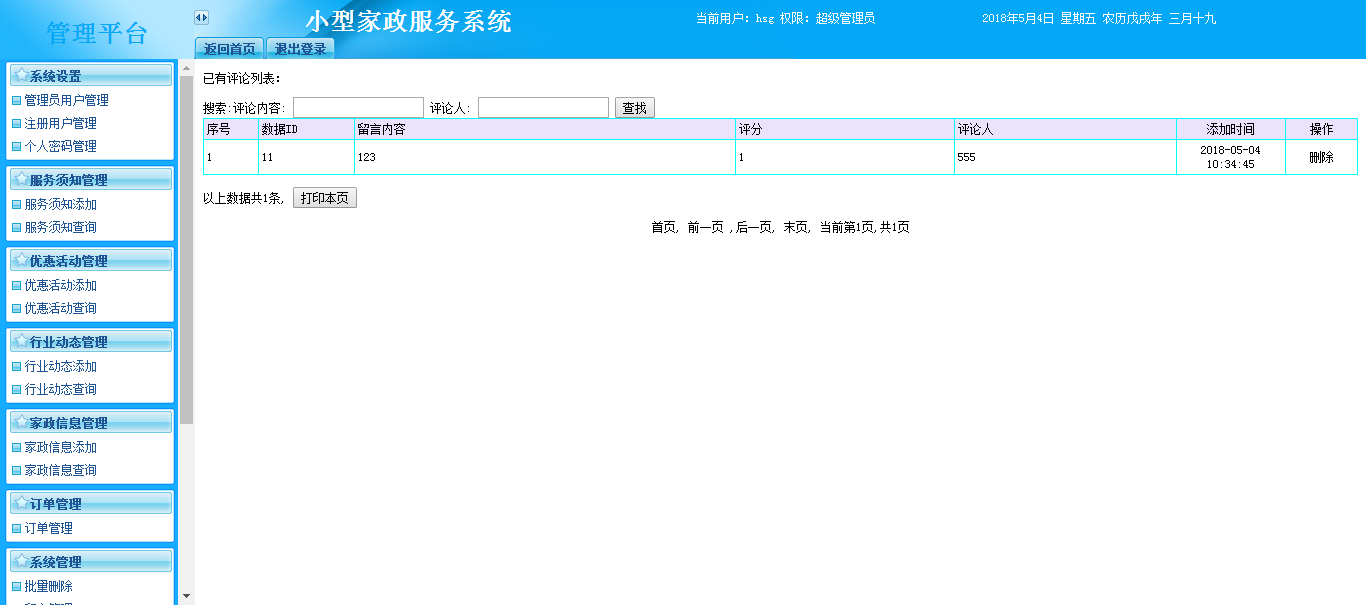 管理平台
小型家政服务系统
当前用户: hsg 权限: 超级管理员
2018年5月4日 星期五 农历戊戌年 三月十九
返回首页 退出登录
系统设置
管理员用户管理
注册用户管理
个人密码管理
服务须知管理
服务须知添加
服务须知查询
优惠活动管理
优惠活动添加
优惠活动查询
行业动态管理
行业动态添加
行业动态查询
家政信息管理
家政信息添加
家政信息查询
订单管理
订单管理
系统管理
批量删除
已有评论列表:
搜索:评论内容: 评论人: 查找
序号 数据ID 留言内容 评分 评论人 添加时间 操作
1 11 123 1 555 2018-05-04 10:34:45 删除
以上数据共1条, 打印本页
首页, 前一页 ,后一页, 末页, 当前第1页,共1页